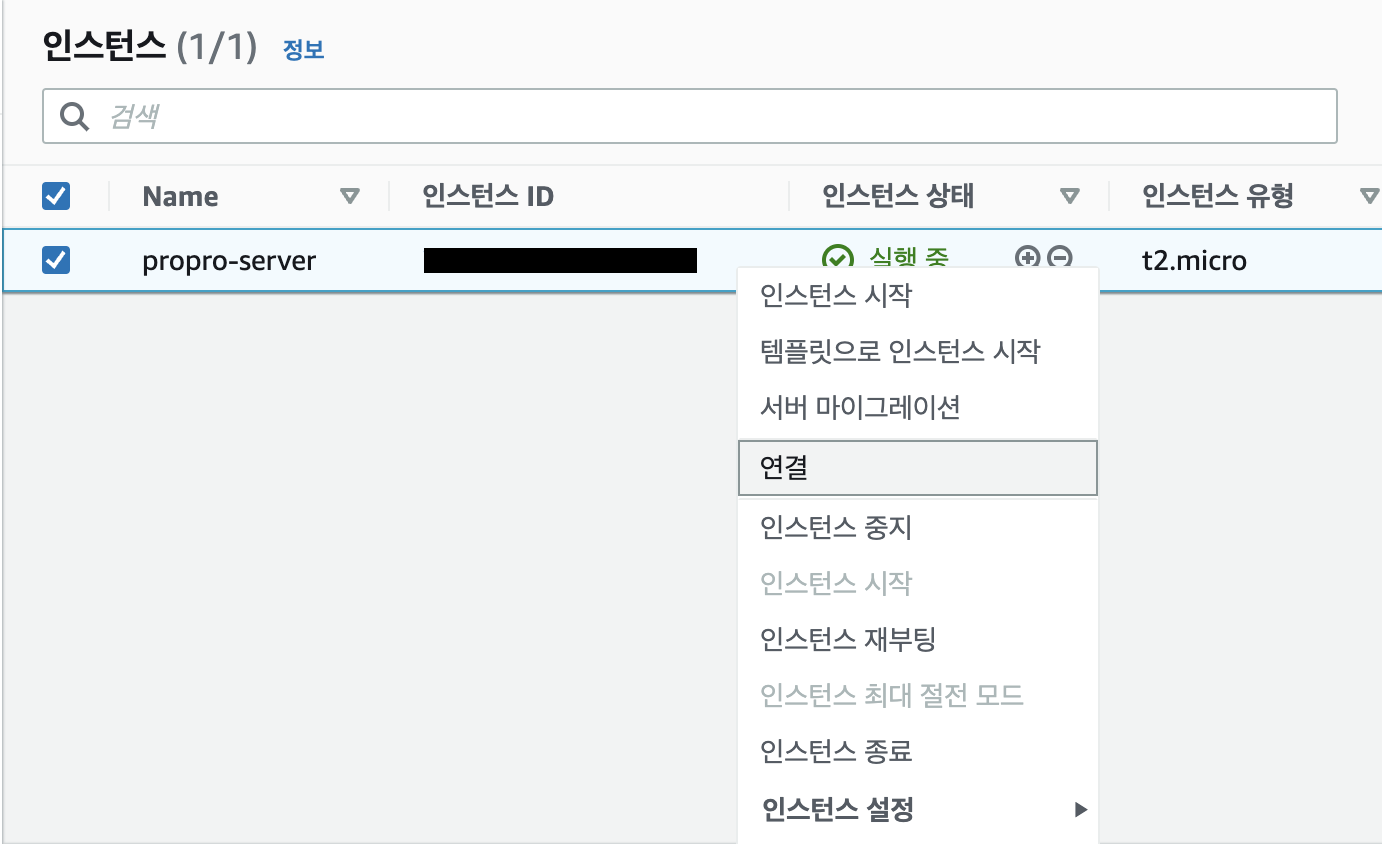 인스턴스 (1/1) 정보
검색
Name 인스턴스 ID 인스턴스 상태 인스턴스 유형
propro-server 실행 중 t2.micro
인스턴스 시작
템플릿으로 인스턴스 시작
서버 마이그레이션
연결
인스턴스 중지
인스턴스 시작
인스턴스 재부팅
인스턴스 최대 절전 모드
인스턴스 종료
인스턴스 설정